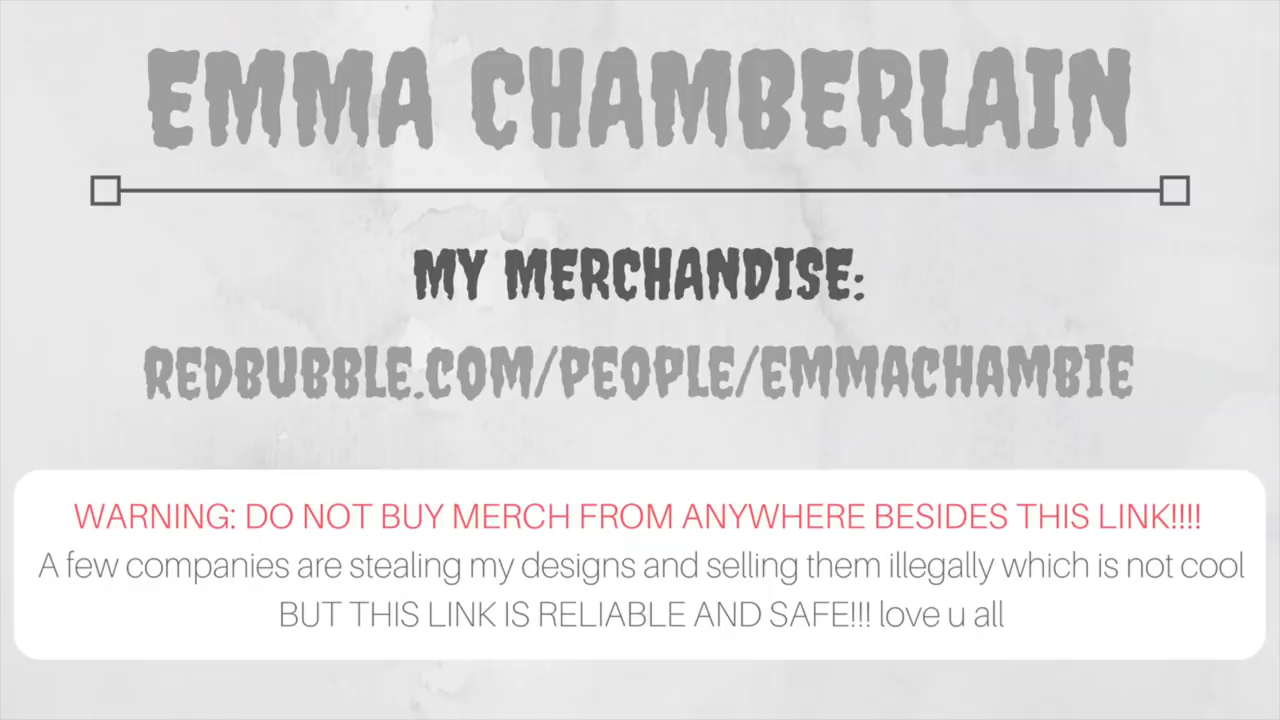 EMMA CHAMBERLAIN
MY MERCHANDISE:
REDBUBBLE.COM/PEOPLE/EMMACHAMBIE
WARNING: DO NOT BUY MERCH FROM ANYWHERE BESIDES THIS LINK!!!!
A few companies are stealing my designs and selling them illegally which is not cool
BUT THIS LINK IS RELIABLE AND SAFE!!! love u all